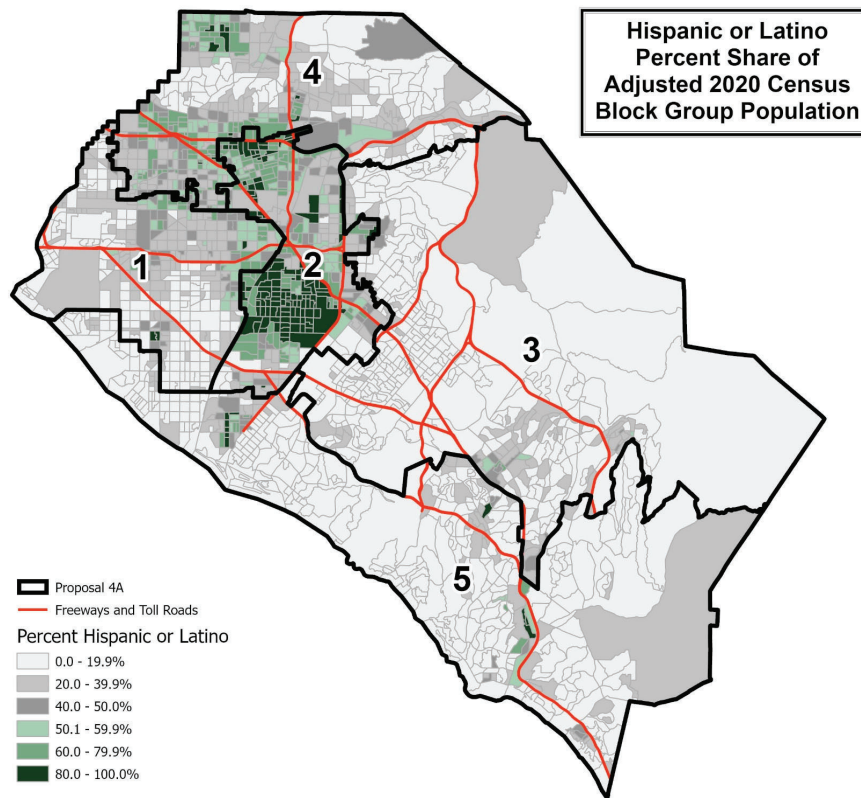 Hispanic or Latino
Percent Share of
Adjusted 2020 Census
Block Group Population
4
1
2
3
5
Proposal 4A
Freeways and Toll Roads
Percent Hispanic or Latino
0.0 - 19.9%
20.0 - 39.9%
40.0 - 50.0%
50.1 - 59.9%
60.0 - 79.9%
80.0 - 100.0%